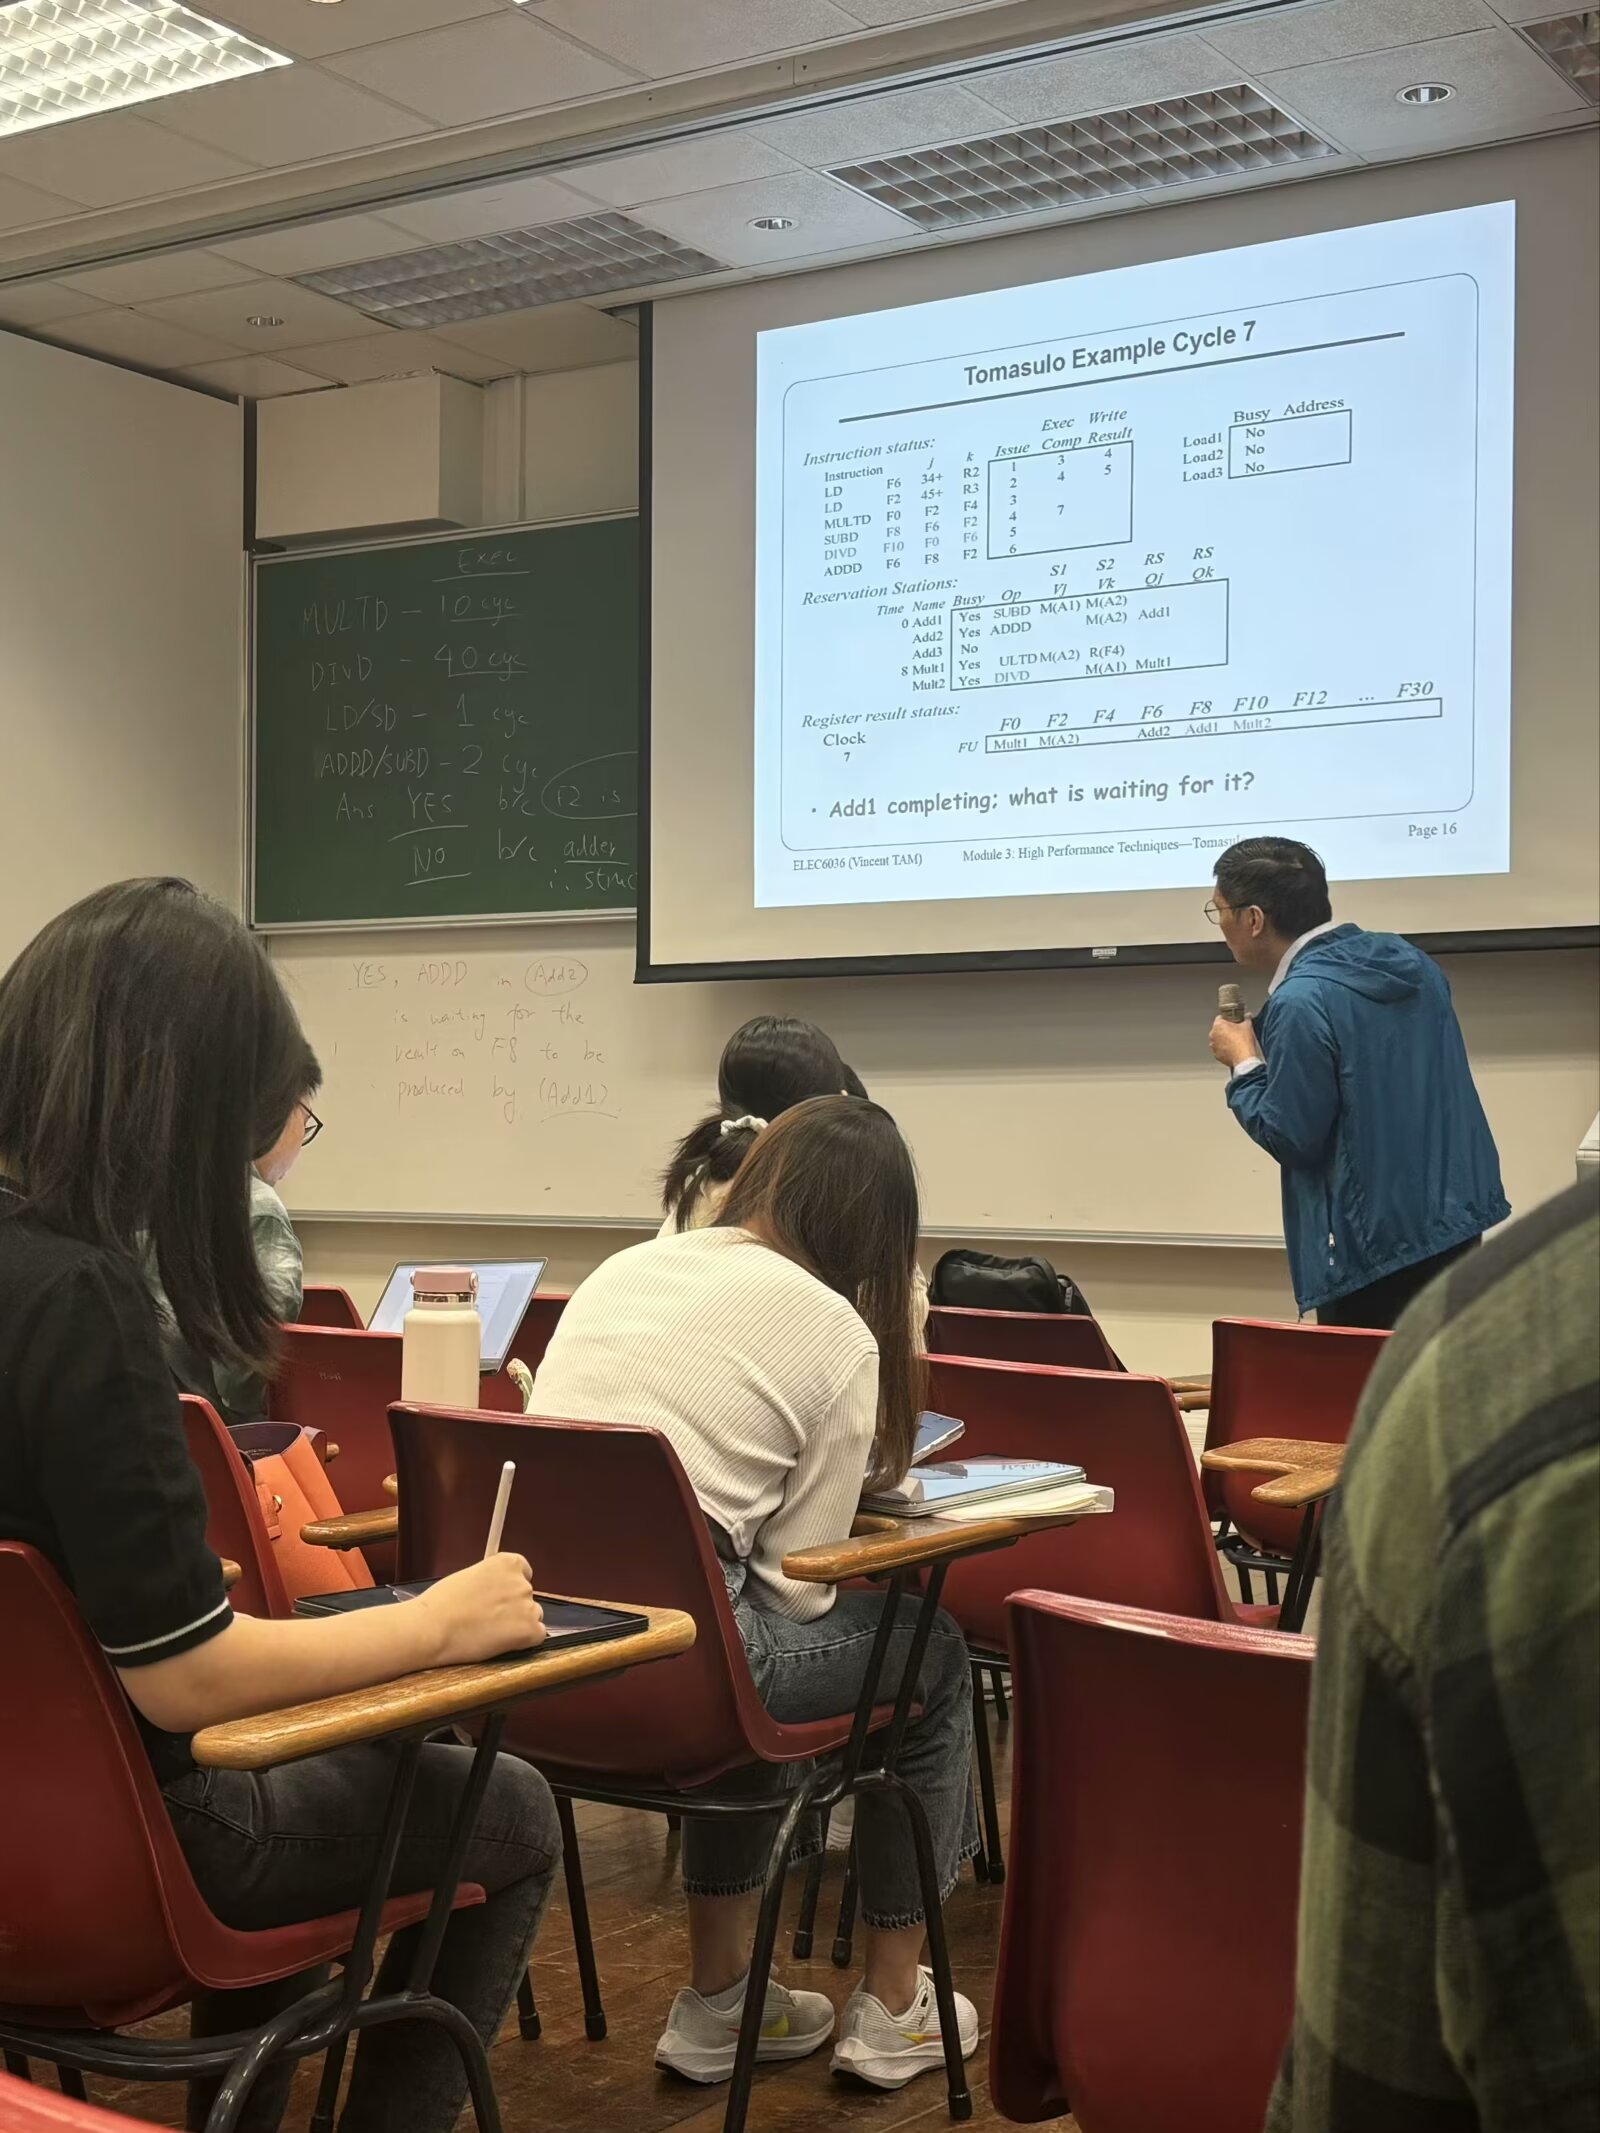 Tomasulo Example Cycle 7
Instruction status:
Exec Write
Instruction j k Issue Comp Result
LD F6 34+ R2 1 3 4
LD F2 45+ R3 2 4 5
MULTD F0 F2 F4 3
SUBD F8 F6 F2 4 7
DIVD F10 F0 F6 5
ADDD F6 F8 F2 6
Busy Address
Load1 No
Load2 No
Load3 No
Reservation Stations:
S1 S2 RS RS
Time Name Busy Op Vj Vk Qj Qk
0 Add1 Yes SUBD M(A1) M(A2)
Add2 Yes ADDD M(A2) Add1
Add3 No
8 Mult1 Yes ULTD M(A2) R(F4)
Mult2 Yes DIVD M(A1) Mult1
Register result status:
F0 F2 F4 F6 F8 F10 F12 ... F30
Clock
7
FU Mult1 M(A2) Add2 Add1 Mult2
• Add1 completing; what is waiting for it?
ELEC6036 (Vincent TAM) Module 3: High Performance Techniques—Tomasul Page 16
Exec
MULTD - 10 cyc
DIVD - 40 cyc
LD/SD - 1 cyc
ADDD/SUBD - 2 cyc
Ans YES b/c F2 is
NO b/c adder
∴ struc
YES, ADDD in Add2
is waiting for the
result on F8 to be
produced by (Add1)